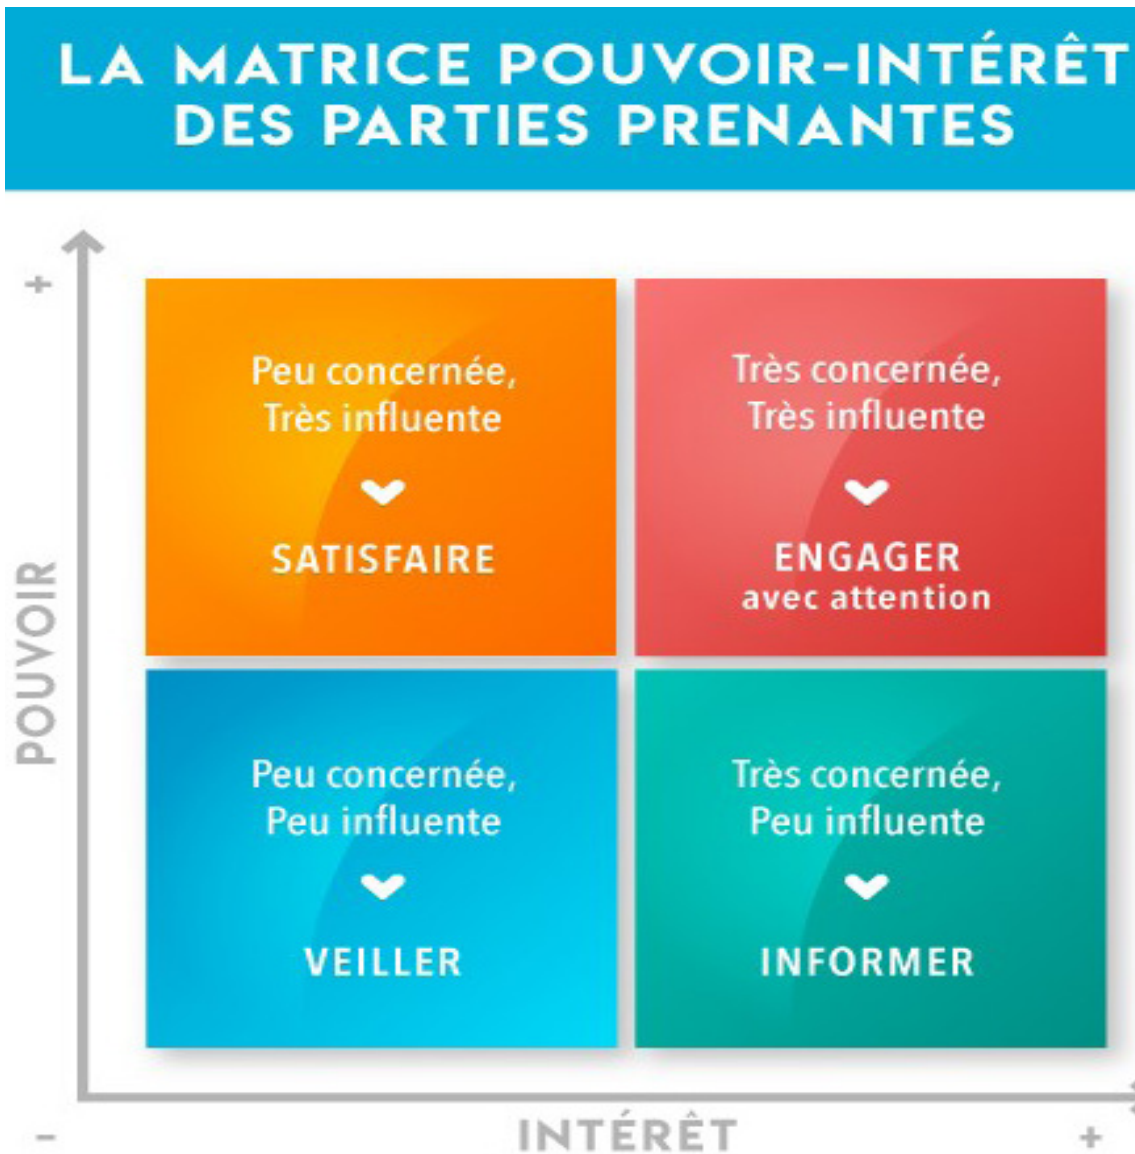 LA MATRICE POUVOIR-INTÉRÊT
DES PARTIES PRENANTES
+
POUVOIR
Peu concernée,
Très influente
SATISFAIRE
Très concernée,
Très influente
ENGAGER
avec attention
Peu concernée,
Peu influente
VEILLER
Très concernée,
Peu influente
INFORMER
-
INTÉRÊT
+